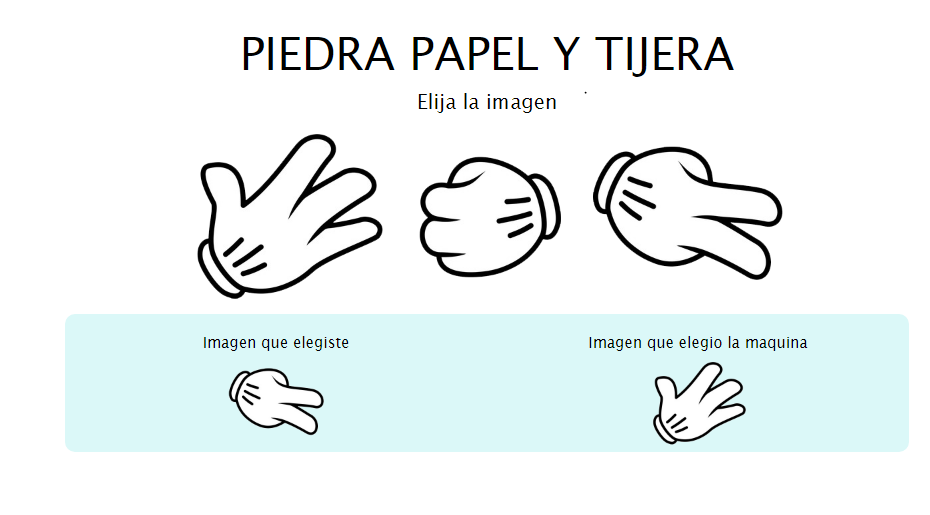 PIEDRA PAPEL Y TIJERA
Elija la imagen
Imagen que elegiste
Imagen que elegio la maquina